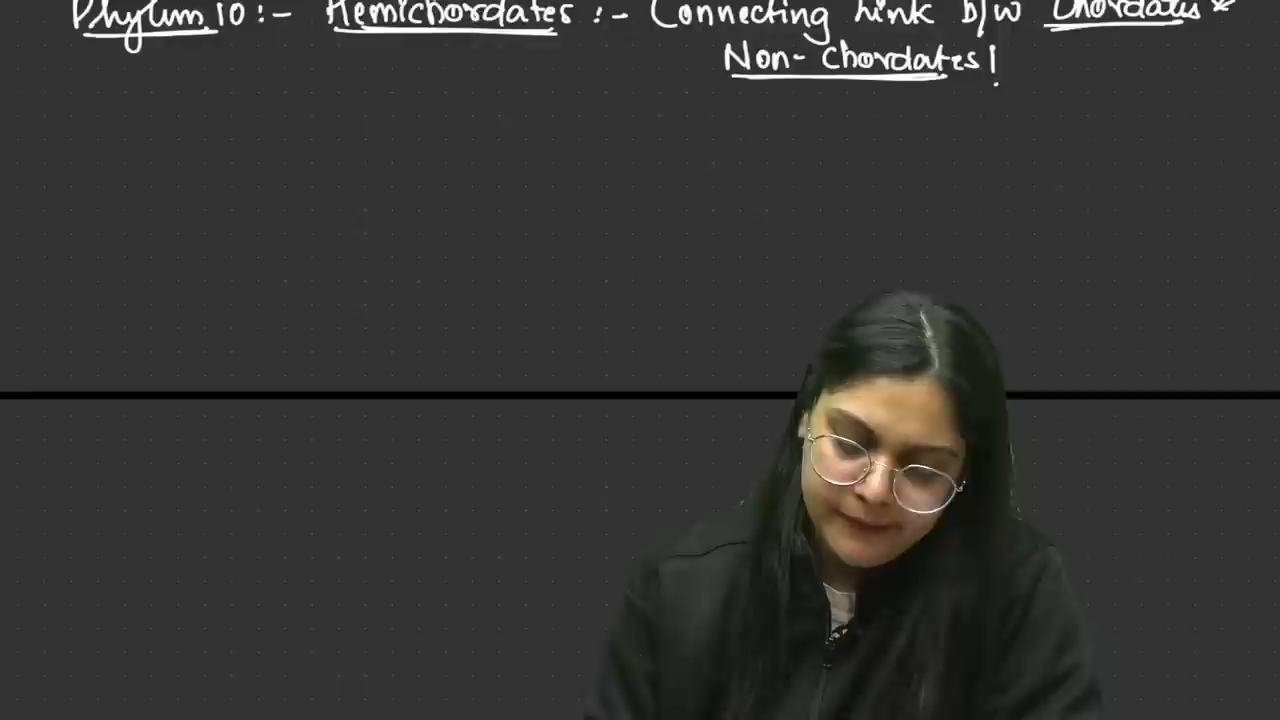 Phylum 10 :- Hemichordates :- Connecting Link b/w Chordates &
Non- Chordates!